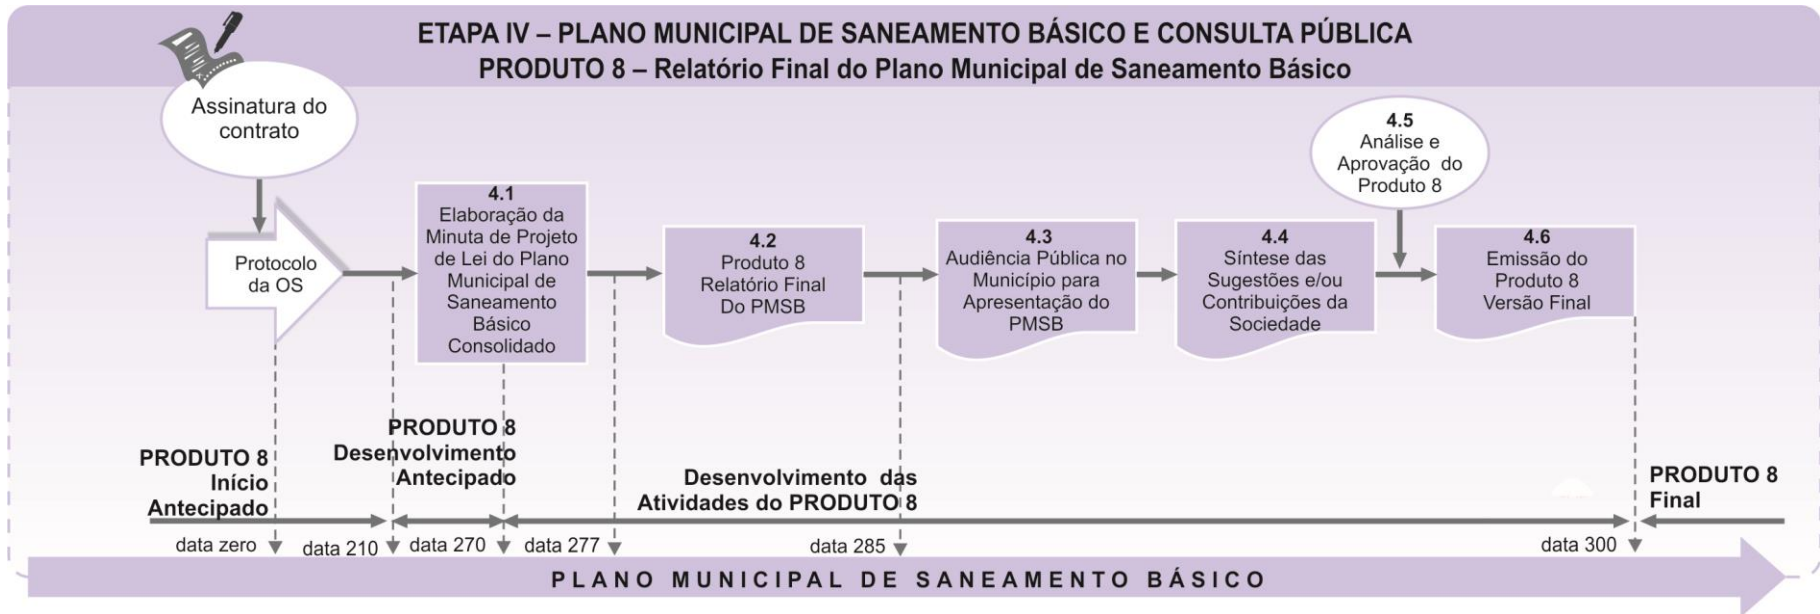 ETAPA IV – PLANO MUNICIPAL DE SANEAMENTO BÁSICO E CONSULTA PÚBLICA
PRODUTO 8 – Relatório Final do Plano Municipal de Saneamento Básico
Assinatura do
contrato
Protocolo
da OS
4.1
Elaboração da
Minuta de Projeto
de Lei do Plano
Municipal de
Saneamento
Básico
Consolidado
4.2
Produto 8
Relatório Final
Do PMSB
4.3
Audiência Pública no
Município para
Apresentação do
PMSB
4.4
Síntese das
Sugestões e/ou
Contribuições da
Sociedade
4.5
Análise e
Aprovação do
Produto 8
4.6
Emissão do
Produto 8
Versão Final
PRODUTO 8
Início
Antecipado
PRODUTO 8
Desenvolvimento
Antecipado
Desenvolvimento das
Atividades do PRODUTO 8
PRODUTO 8
Final
data zero
data 210
data 270
data 277
data 285
data 300
PLANO MUNICIPAL DE SANEAMENTO BÁSICO